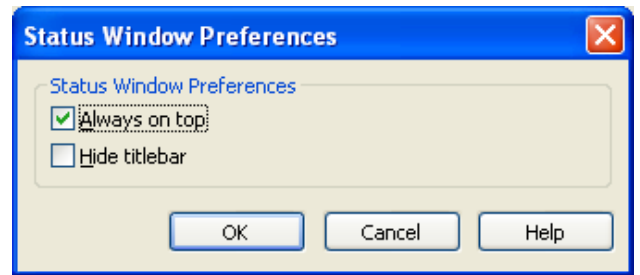 Status Window Preferences
Status Window Preferences
Always on top
Hide titlebar
OK Cancel Help